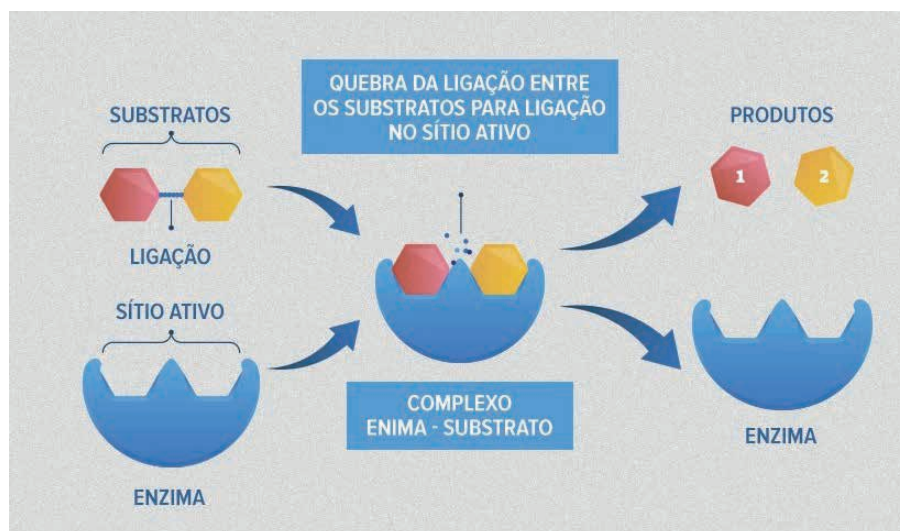 SUBSTRATOS
LIGAÇÃO
SÍTIO ATIVO
ENZIMA
QUEBRA DA LIGAÇÃO ENTRE
OS SUBSTRATOS PARA LIGAÇÃO
NO SÍTIO ATIVO
COMPLEXO
ENIMA - SUBSTRATO
PRODUTOS
1
2
ENZIMA